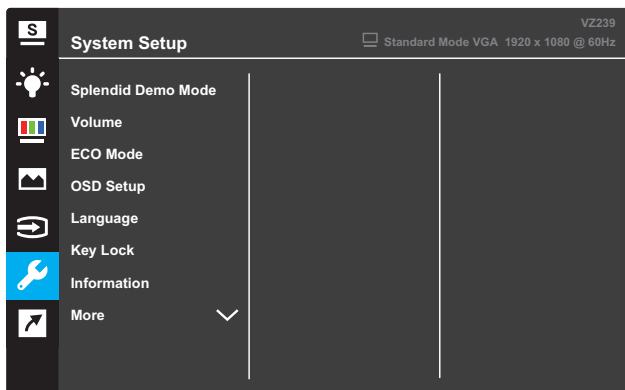 S
VZ239
System Setup
Standard Mode VGA 1920 x 1080 @ 60Hz
Splendid Demo Mode
Volume
ECO Mode
OSD Setup
Language
Key Lock
Information
More